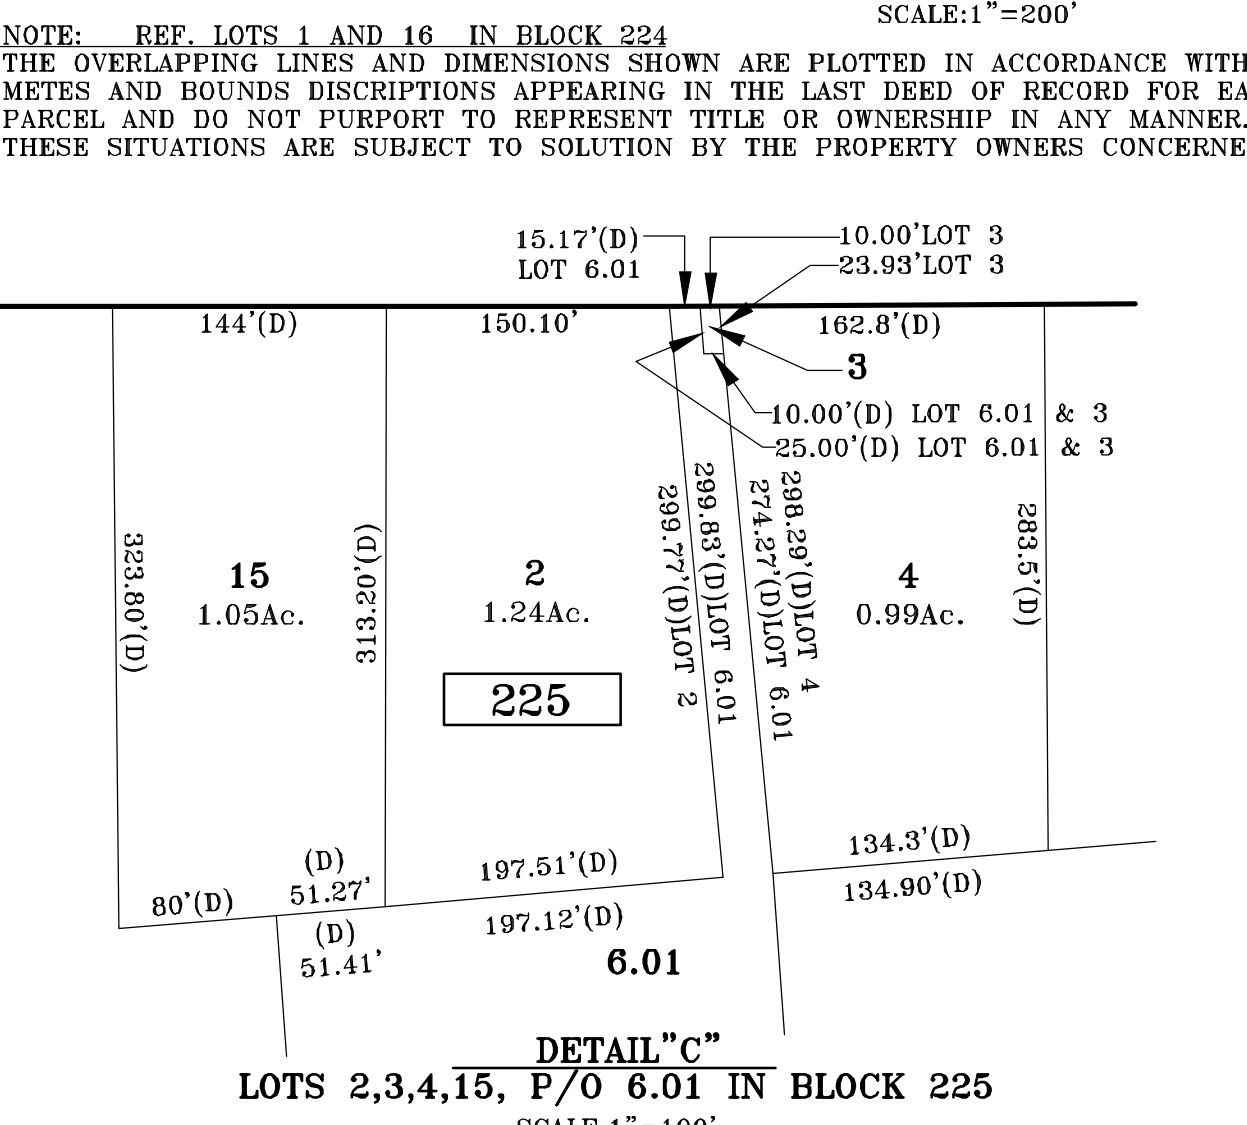 SCALE:1"=200'
NOTE: REF. LOTS 1 AND 16 IN BLOCK 224
THE OVERLAPPING LINES AND DIMENSIONS SHOWN ARE PLOTTED IN ACCORDANCE WITH
METES AND BOUNDS DISCRIPTIONS APPEARING IN THE LAST DEED OF RECORD FOR EA
PARCEL AND DO NOT PURPORT TO REPRESENT TITLE OR OWNERSHIP IN ANY MANNER.
THESE SITUATIONS ARE SUBJECT TO SOLUTION BY THE PROPERTY OWNERS CONCERNE
15.17'(D)
LOT 6.01
10.00'LOT 3
23.93'LOT 3
144'(D)
150.10'
162.8'(D)
3
10.00'(D) LOT 6.01 & 3
25.00'(D) LOT 6.01 & 3
323.80'(D)
15
1.05Ac.
313.20'(D)
2
1.24Ac.
225
299.77'(D)LOT 2
299.83'(D)LOT 6.01
274.27'(D)LOT 6.01
298.29'(D)LOT 4
4
0.99Ac.
283.5'(D)
80'(D)
(D)
51.27'
(D)
51.41'
197.51'(D)
197.12'(D)
134.3'(D)
134.90'(D)
6.01
DETAIL"C"
LOTS 2,3,4,15, P/O 6.01 IN BLOCK 225
SCALE 1"=100'